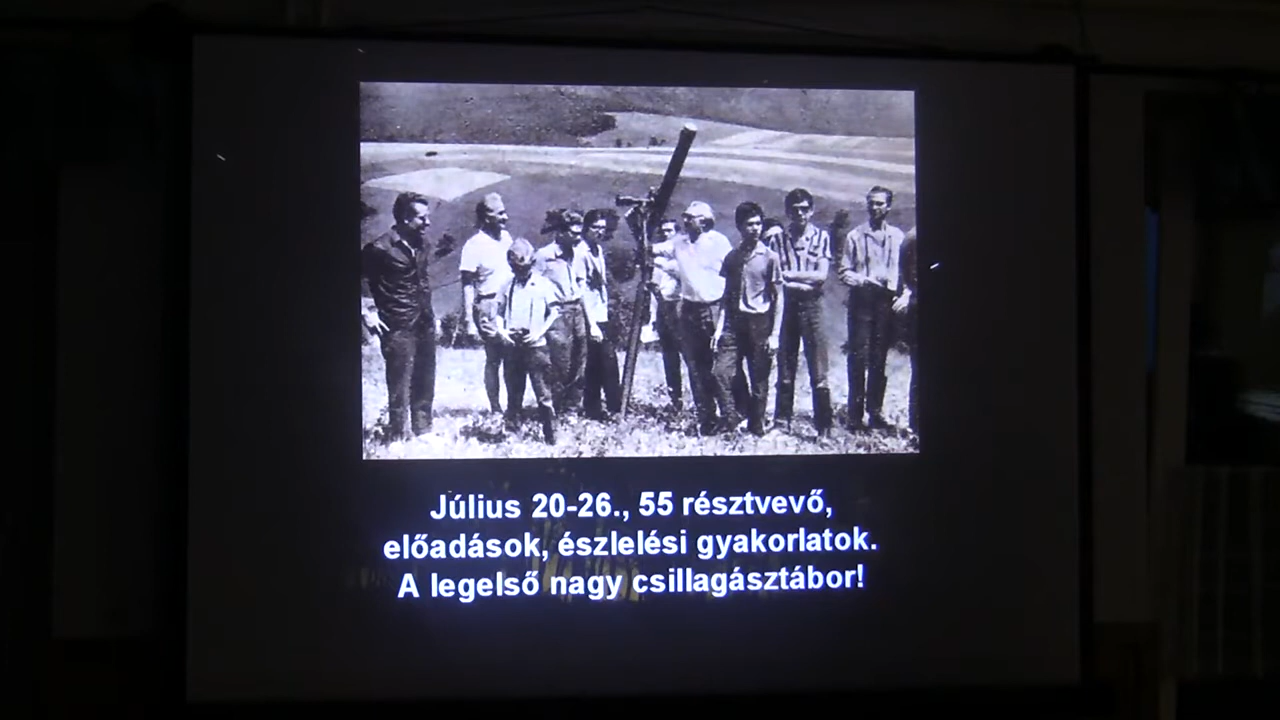 Július 20-26., 55 résztvevő,
előadások, észlelési gyakorlatok.
A legelső nagy csillagásztábor!